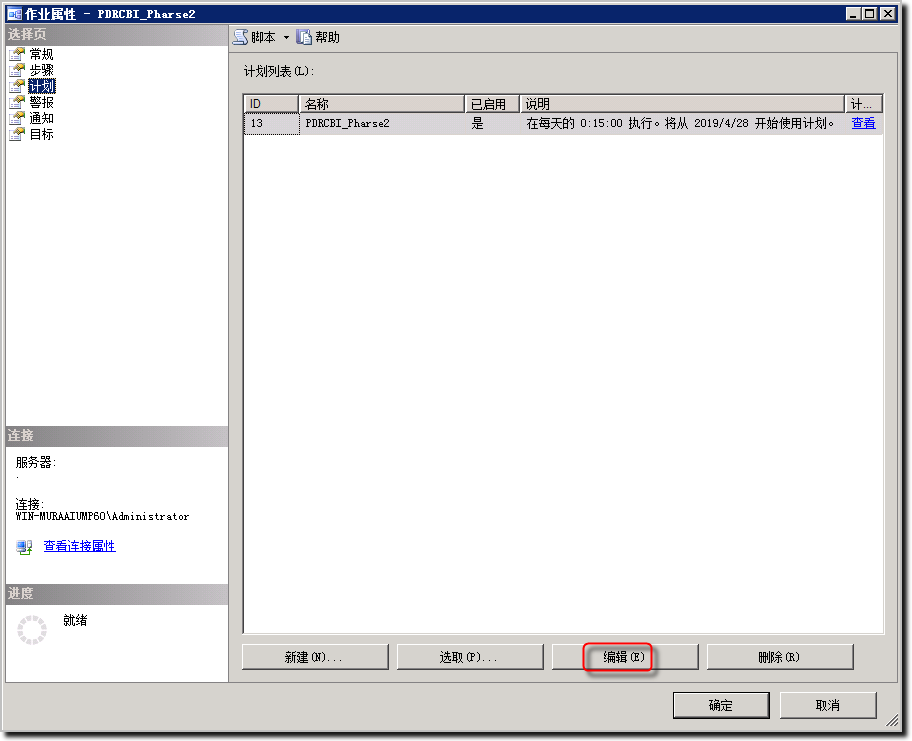 作业属性 - PDRCBI_Pharse2
选择页
常规
步骤
计划
警报
通知
目标
脚本 帮助
计划列表(L):
ID 名称 已启用 说明 计...
13 PDRCBI_Pharse2 是 在每天的 0:15:00 执行。将从 2019/4/28 开始使用计划。 查看
连接
服务器:
.
连接:
WIN-MURAAIUMP6O\Administrator
查看连接属性
进度
就绪
新建(N)... 选取(P)... 编辑(E) 删除(R)
确定 取消